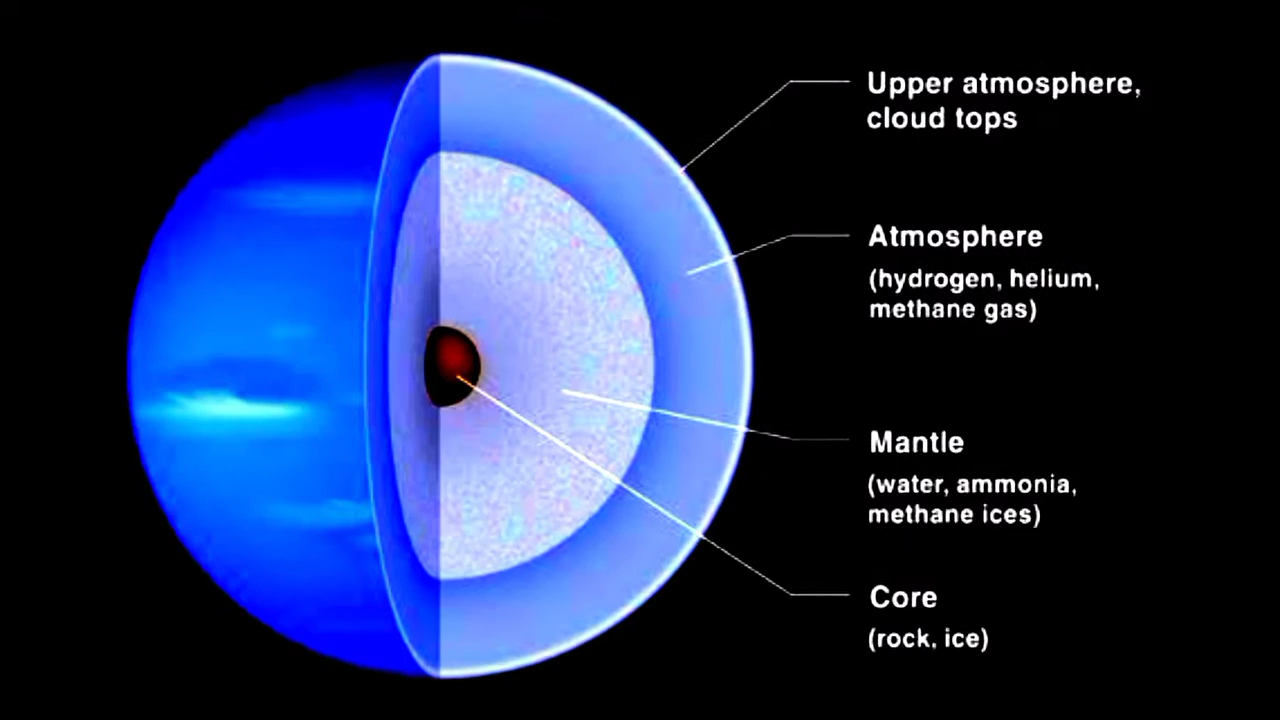 Upper atmosphere,
cloud tops
Atmosphere
(hydrogen, helium,
methane gas)
Mantle
(water, ammonia,
methane ices)
Core
(rock, ice)